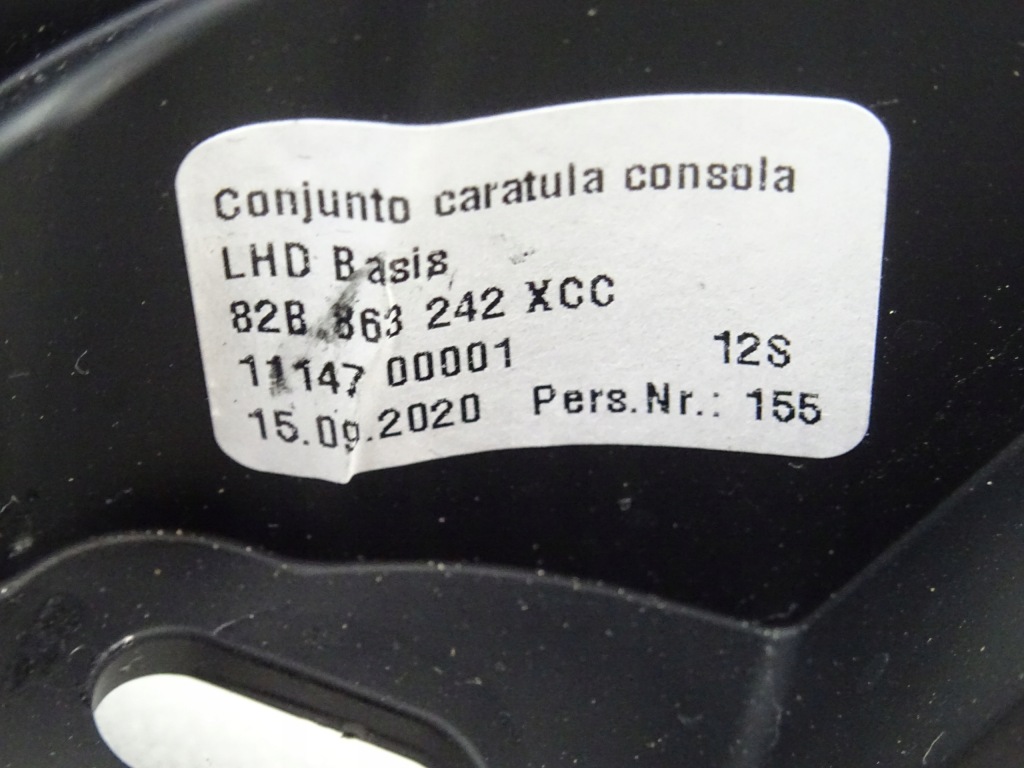 Conjunto caratula consola
LHD Basis
82B 863 242 XCC
11147 00001 12S
15.09.2020 Pers.Nr.: 155